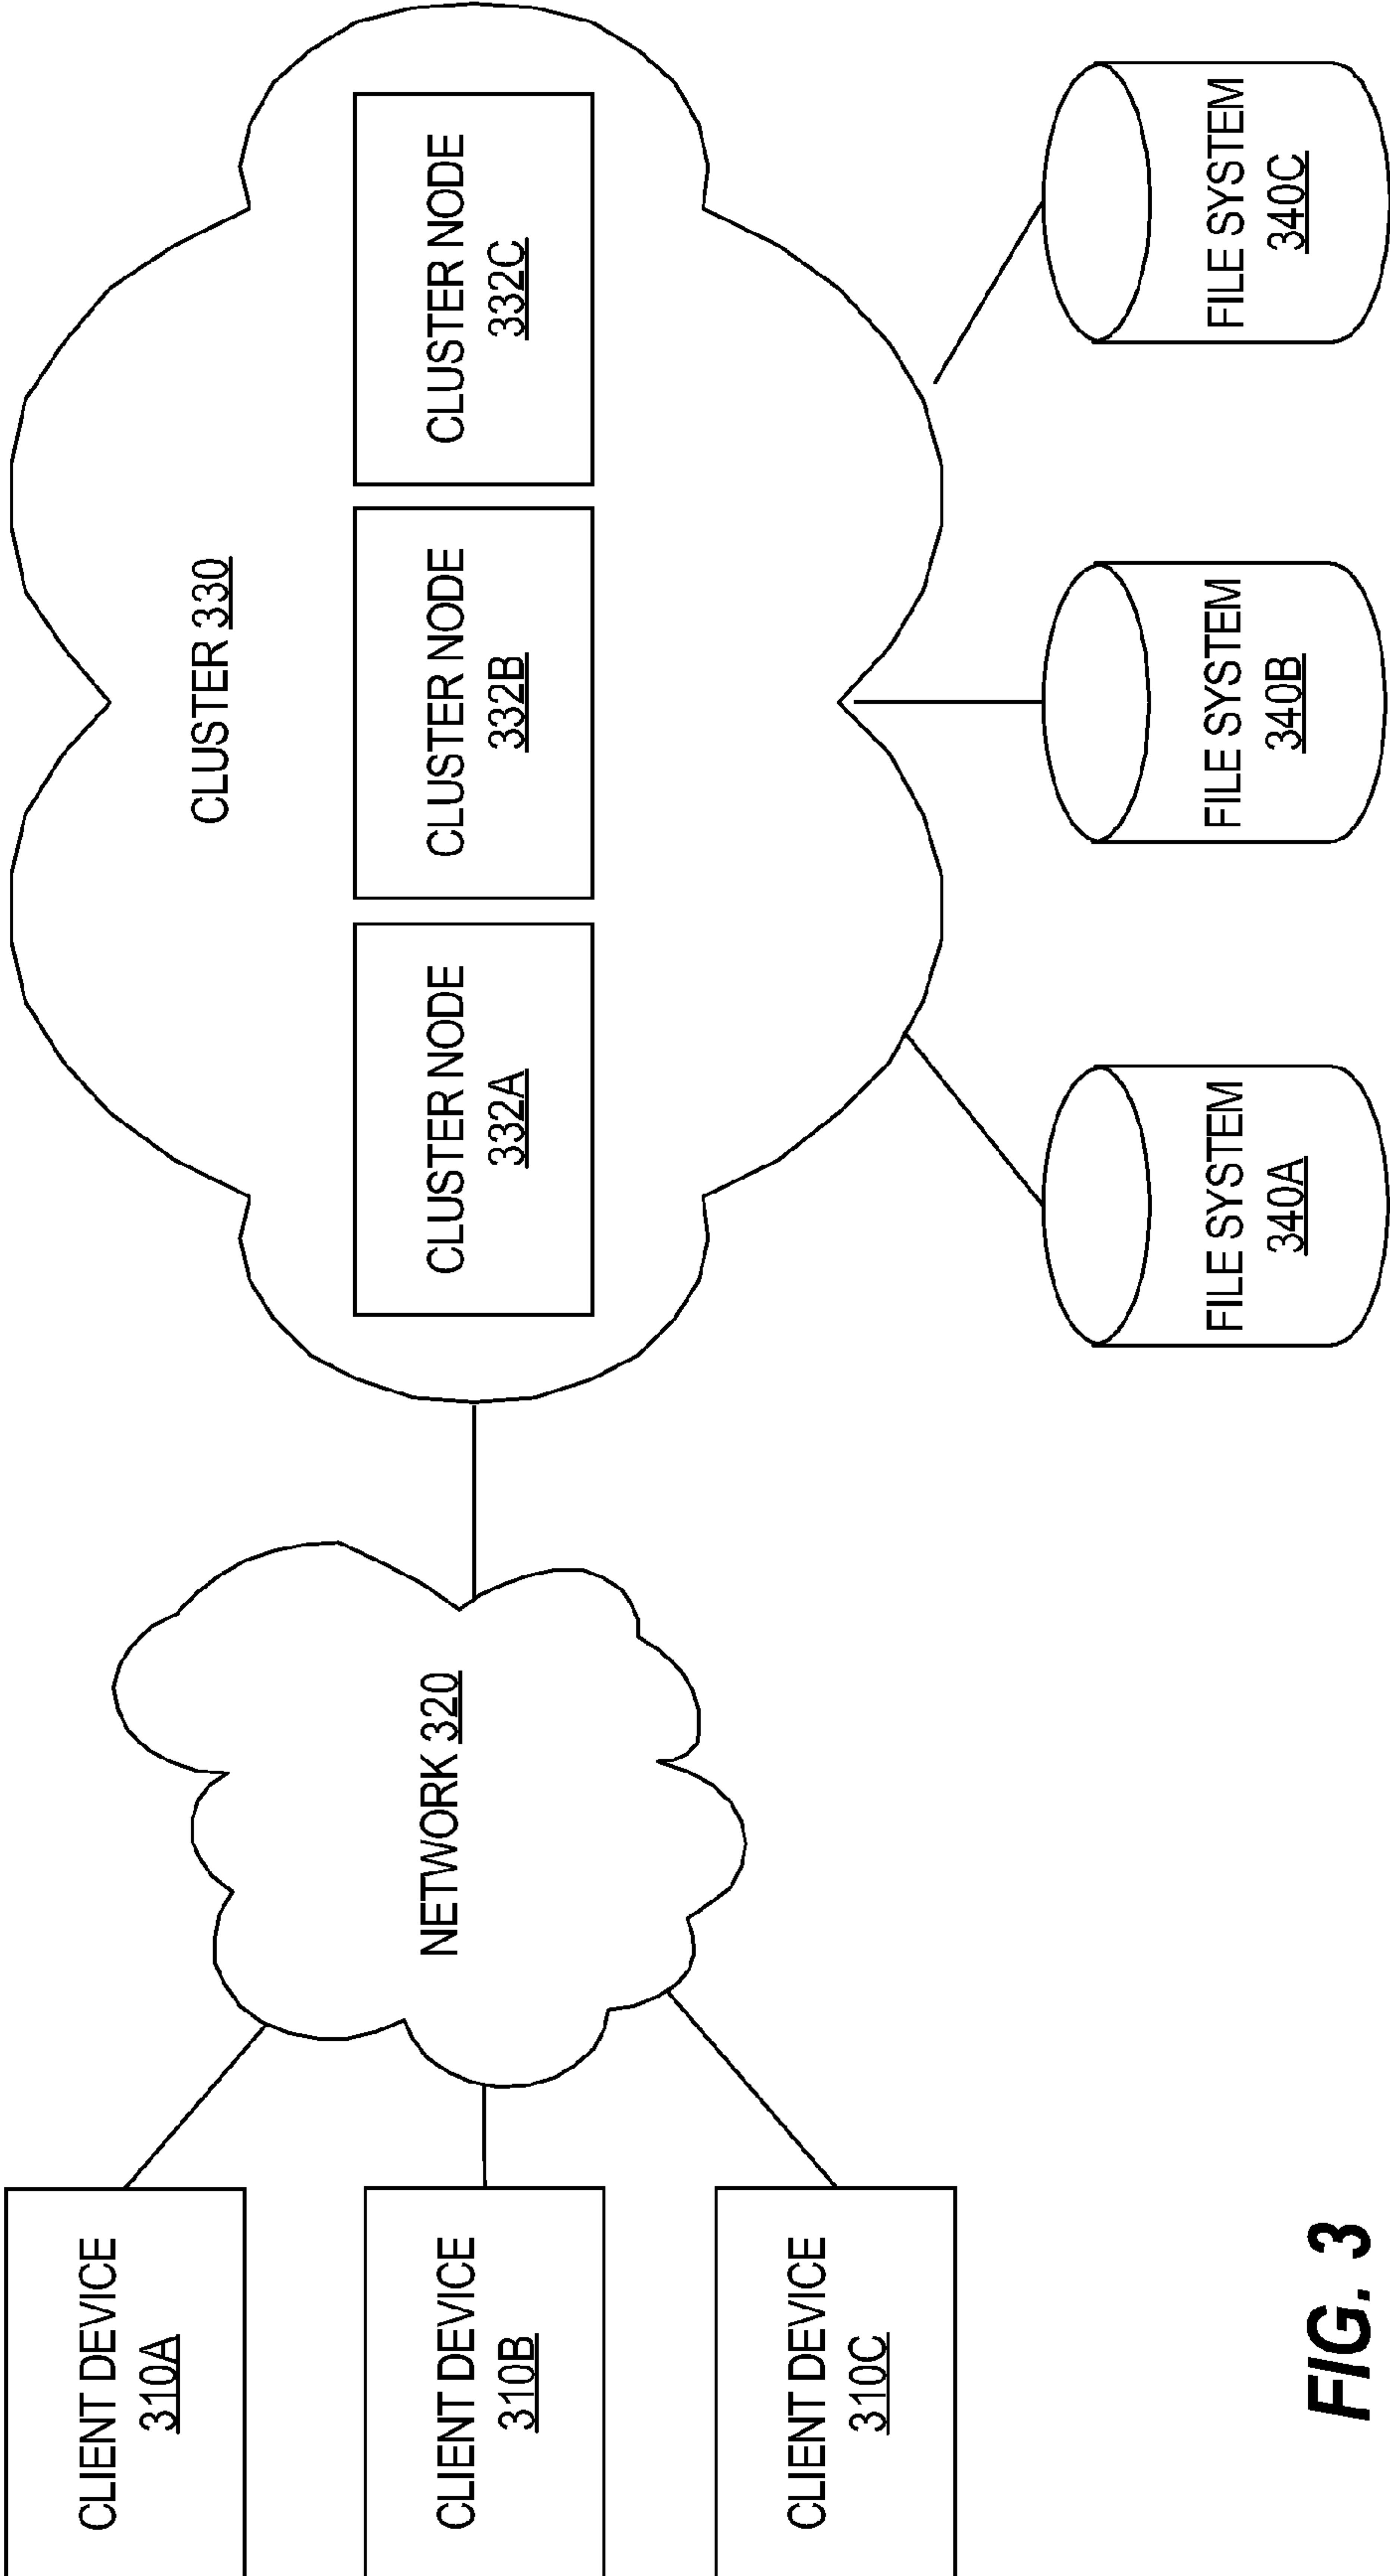 CLUSTER 330
CLIENT DEVICE
310A
CLIENT DEVICE
310B
CLIENT DEVICE
310C
NETWORK 320
CLUSTER NODE
332A
CLUSTER NODE
332B
CLUSTER NODE
332C
FILE SYSTEM
340A
FILE SYSTEM
340B
FILE SYSTEM
340C
FIG. 3